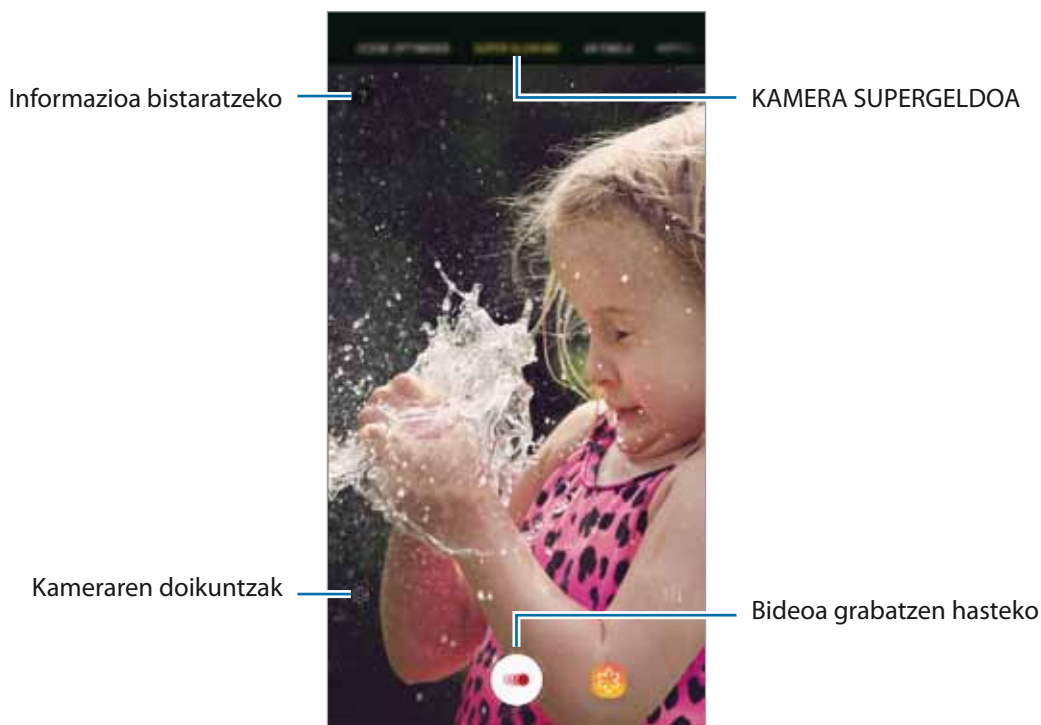 Informazioa bistaratzeko
KAMERA SUPERGELDOA
Kameraren doikuntzak
Bideoa grabatzen hasteko